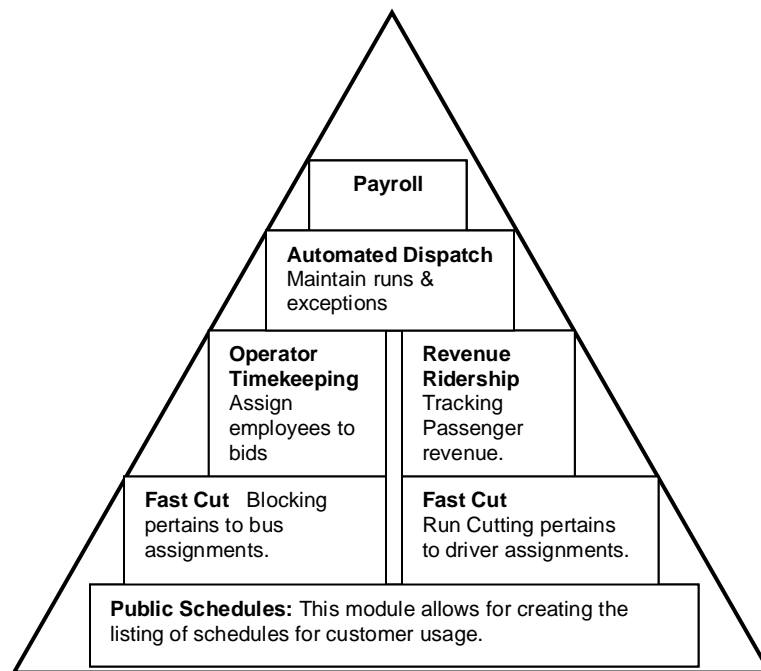 Payroll
Automated Dispatch
Maintain runs &
exceptions
Operator
Timekeeping
Assign
employees to
bids
Revenue
Ridership
Tracking
Passenger
revenue.
Fast Cut Blocking
pertains to bus
assignments.
Fast Cut
Run Cutting pertains
to driver assignments.
Public Schedules: This module allows for creating the
listing of schedules for customer usage.